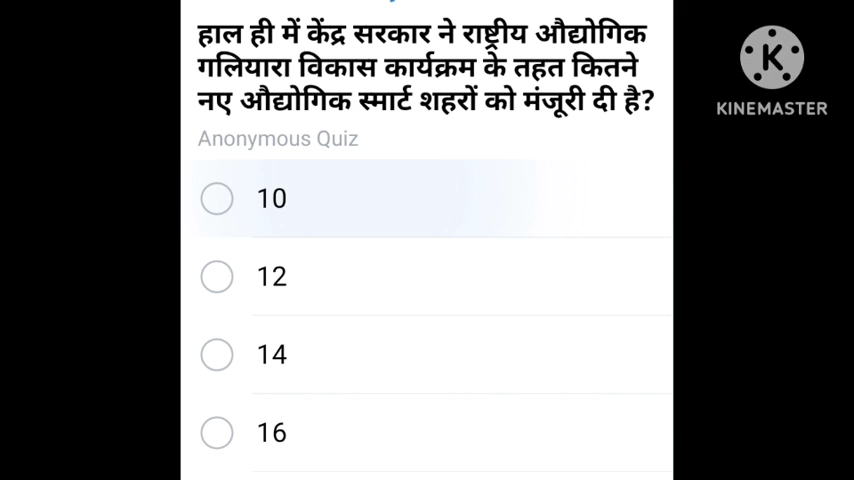 हाल ही में केंद्र सरकार ने राष्ट्रीय औद्योगिक
गलियारा विकास कार्यक्रम के तहत कितने
नए औद्योगिक स्मार्ट शहरों को मंजूरी दी है?
Anonymous Quiz
10
12
14
16
K
KINEMASTER